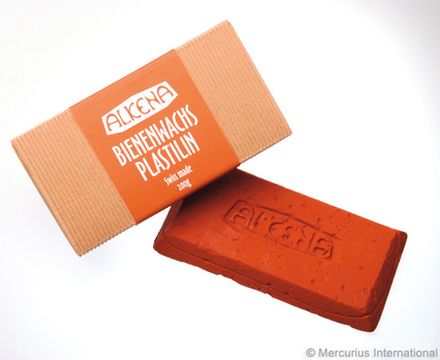 ALKENA
BIENENWACHS
PLASTILIN
Swiss made
200g
ALKENA
© Mercurius International